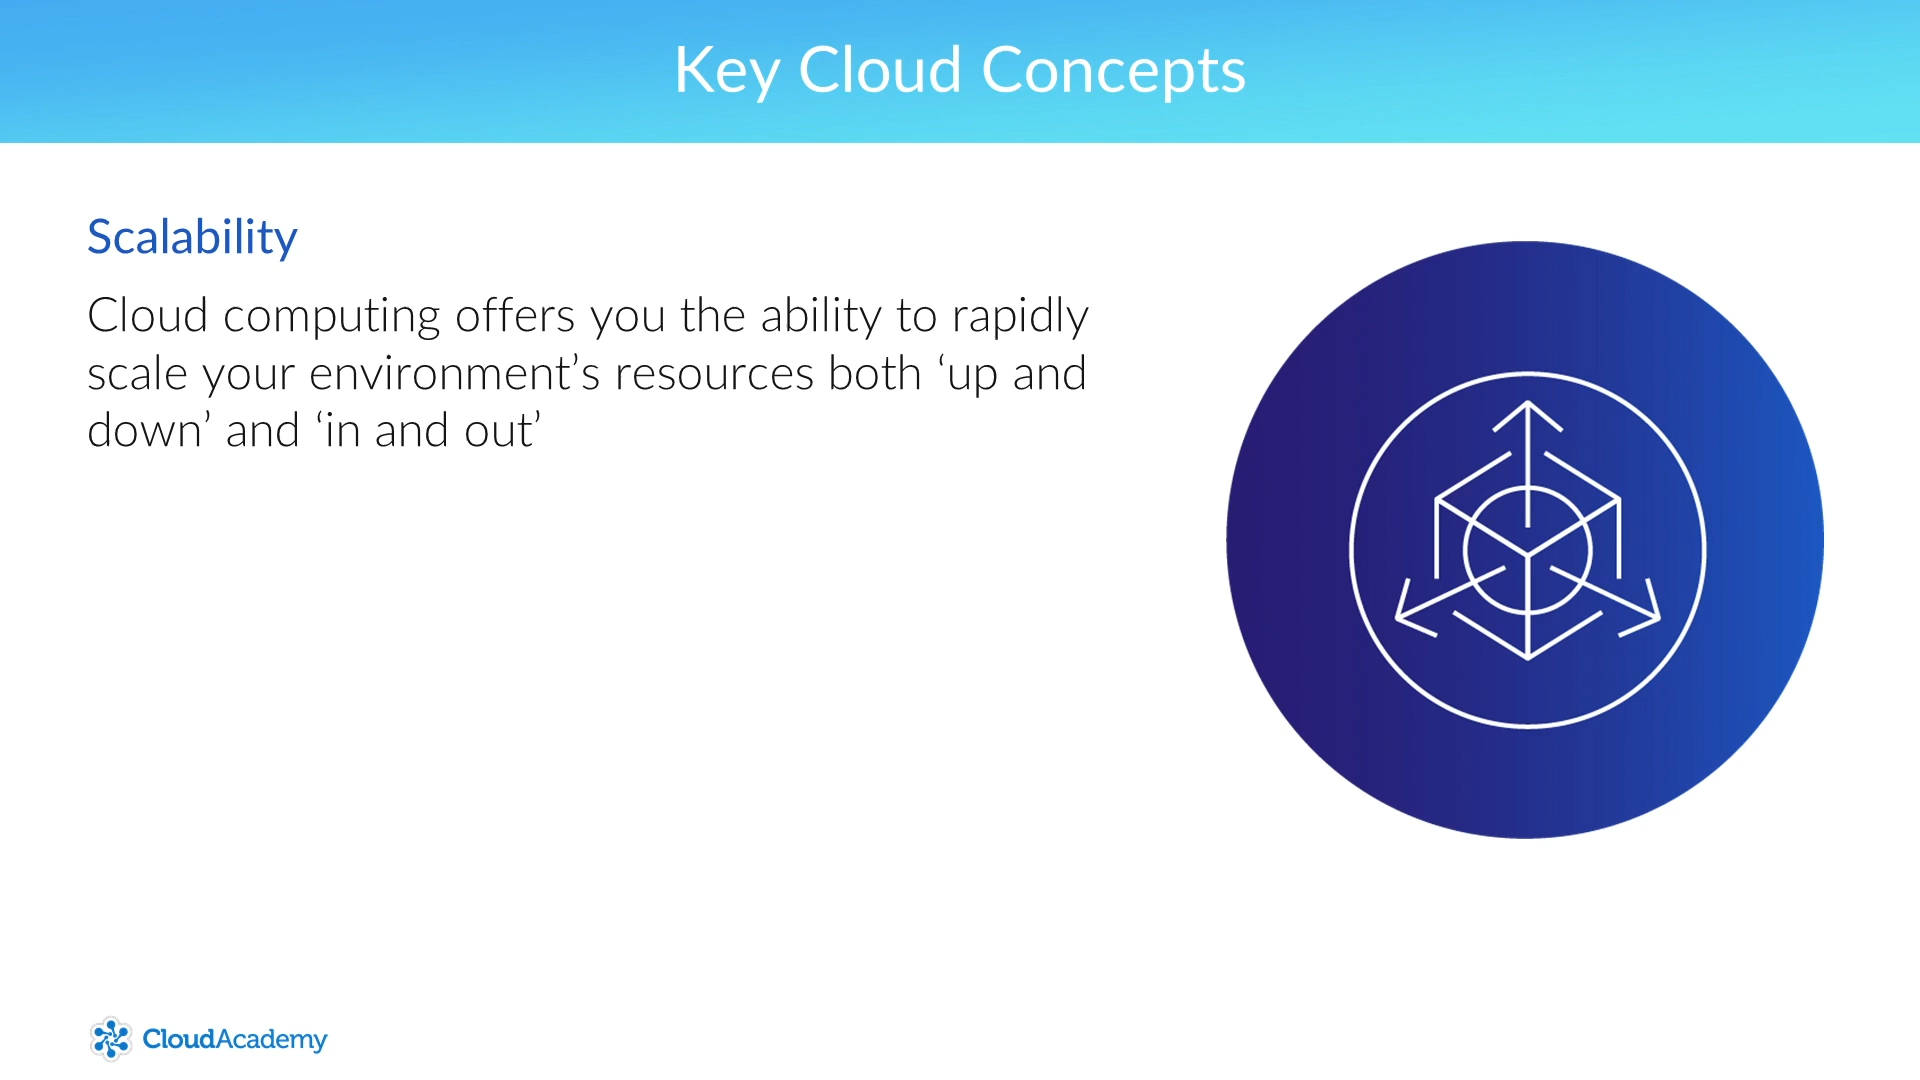 Key Cloud Concepts
Scalability
Cloud computing offers you the ability to rapidly
scale your environment’s resources both ‘up and
down’ and ‘in and out’
CloudAcademy